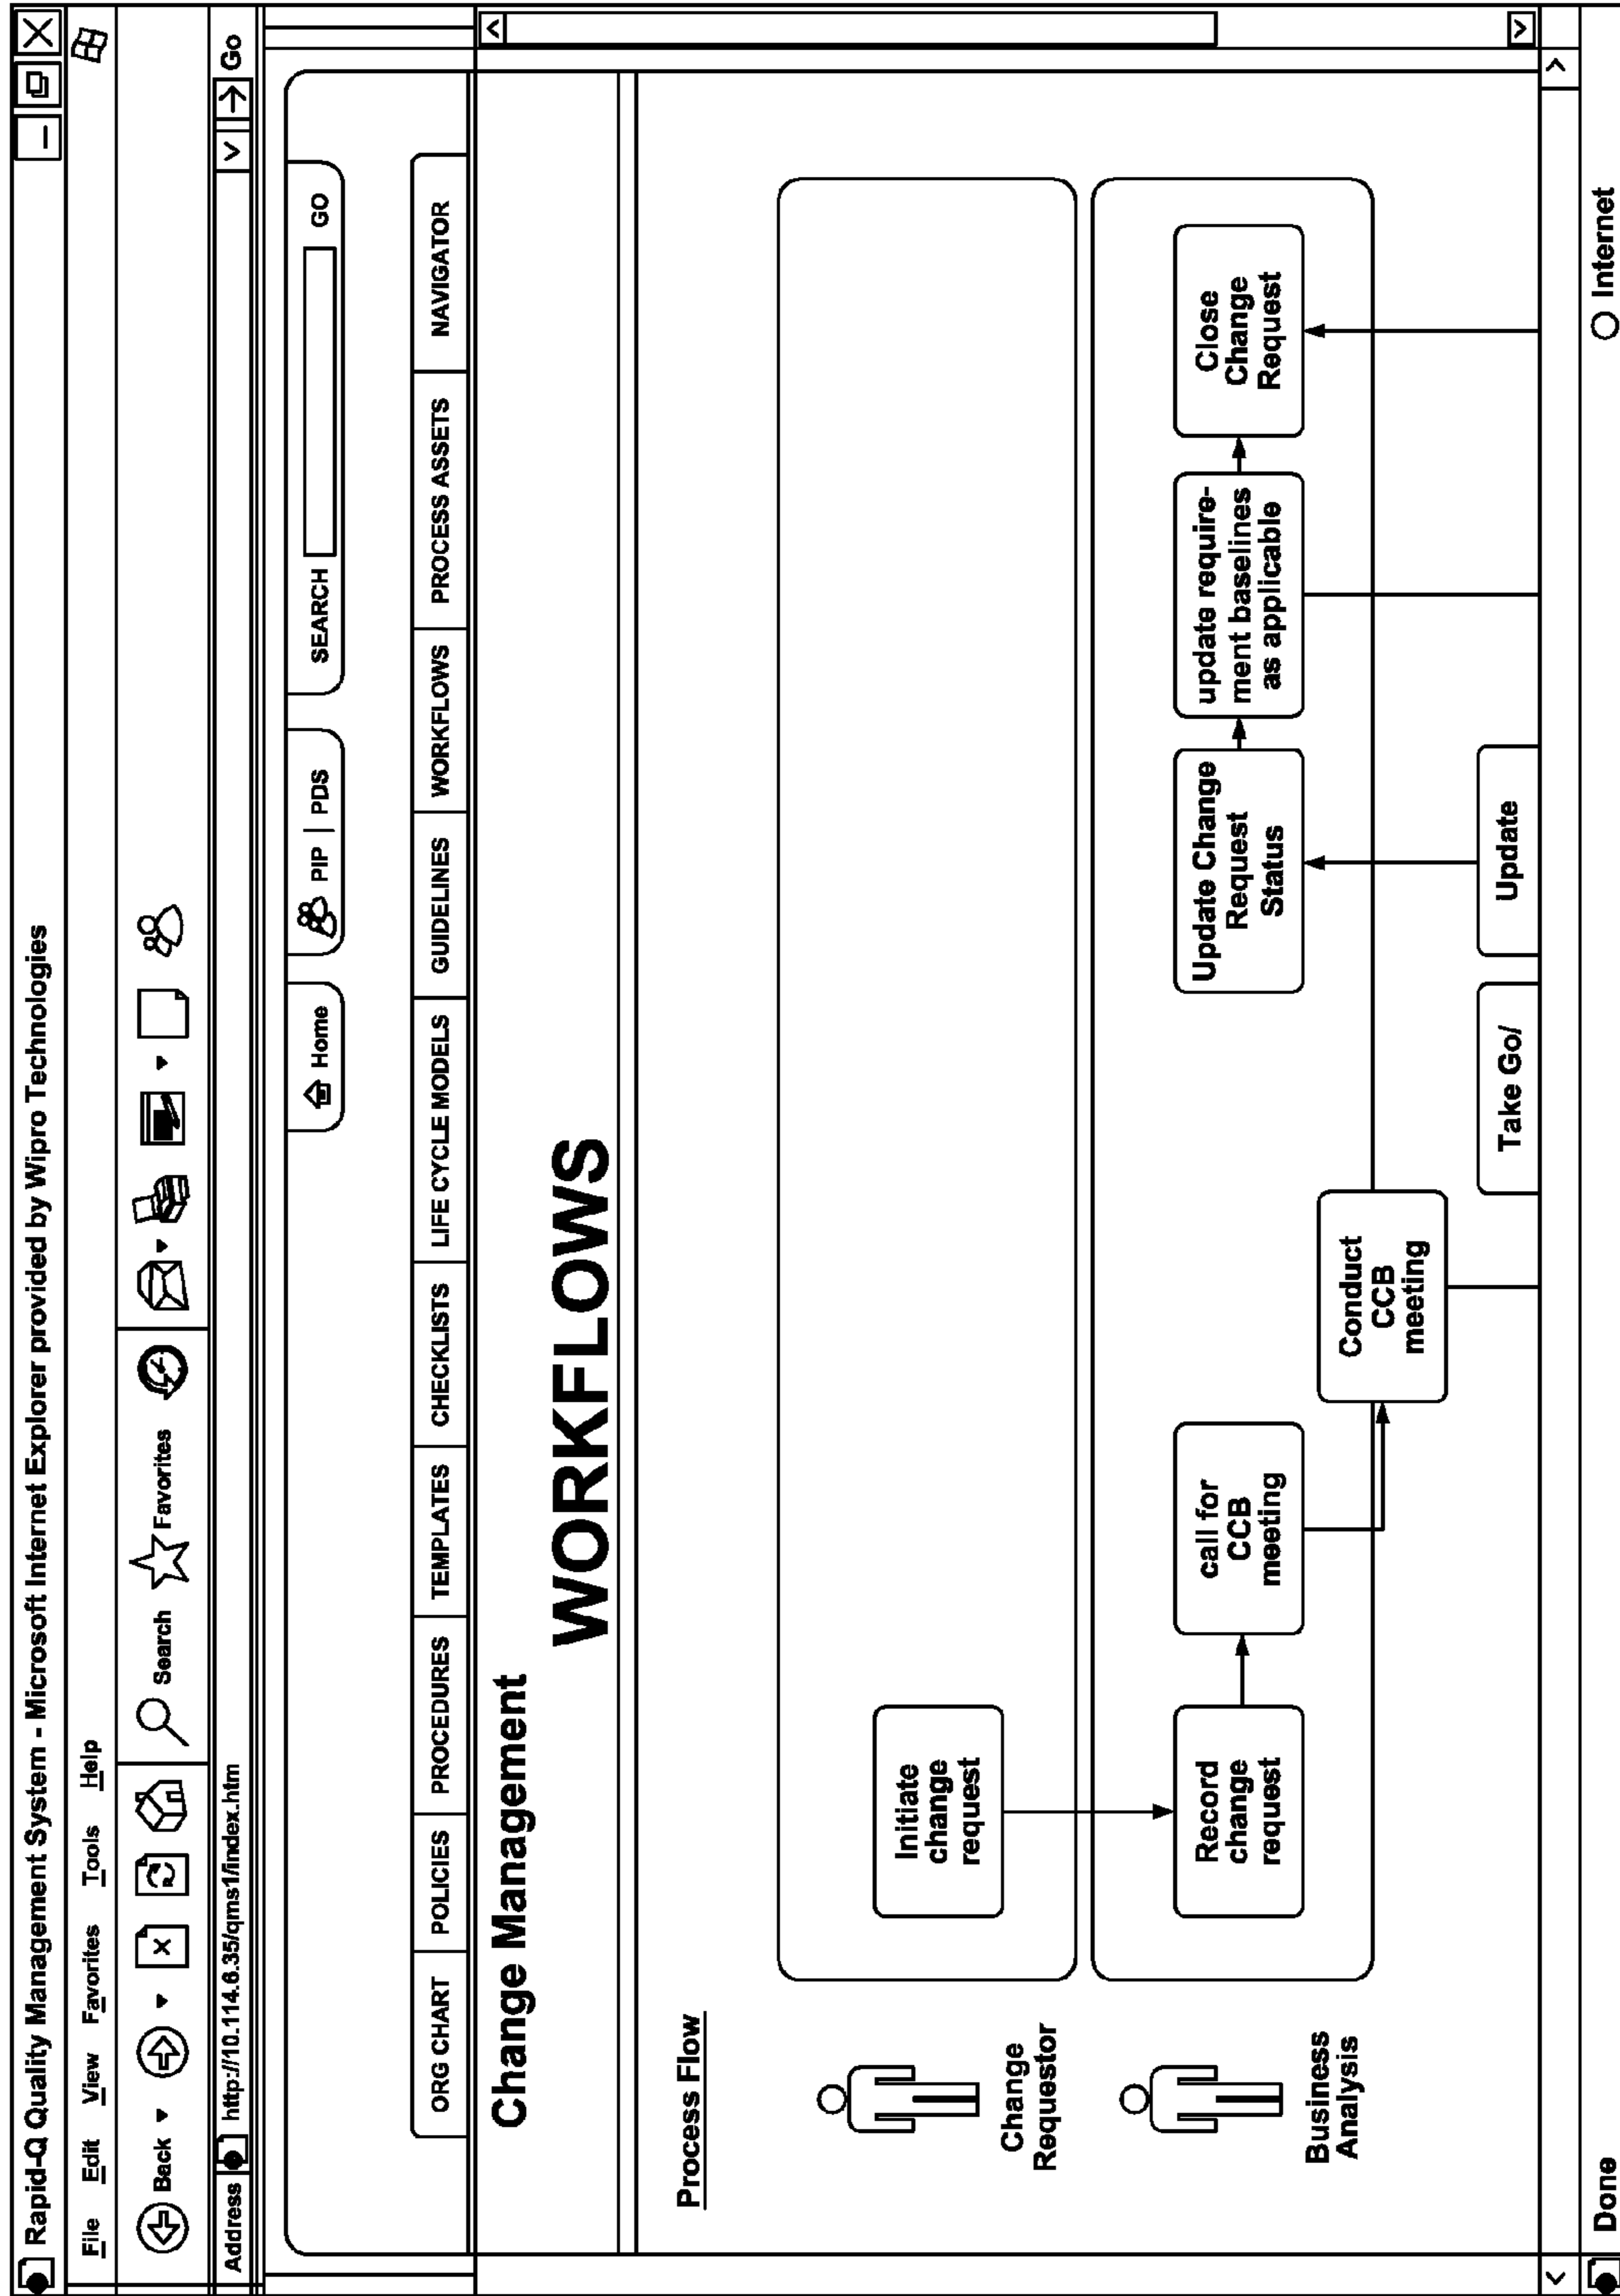 Rapid-Q Quality Management System - Microsoft Internet Explorer provided by Wipro Technologies
File Edit View Favorites Tools Help
Back Search Favorites
Address http://10.114.6.35/qms1/index.htm Go
Home PIP | PDS SEARCH GO
ORG CHART POLICIES PROCEDURES TEMPLATES CHECKLISTS LIFE CYCLE MODELS GUIDELINES WORKFLOWS PROCESS ASSETS NAVIGATOR
Change Management
WORKFLOWS
Process Flow
Change
Requestor
Initiate
change
request
Business
Analysis
Record
change
request
call for
CCB
meeting
Conduct
CCB
meeting
Update Change
Request
Status
update require-
ment baselines
as applicable
Close
Change
Request
Take Go/
Update
Done
Internet